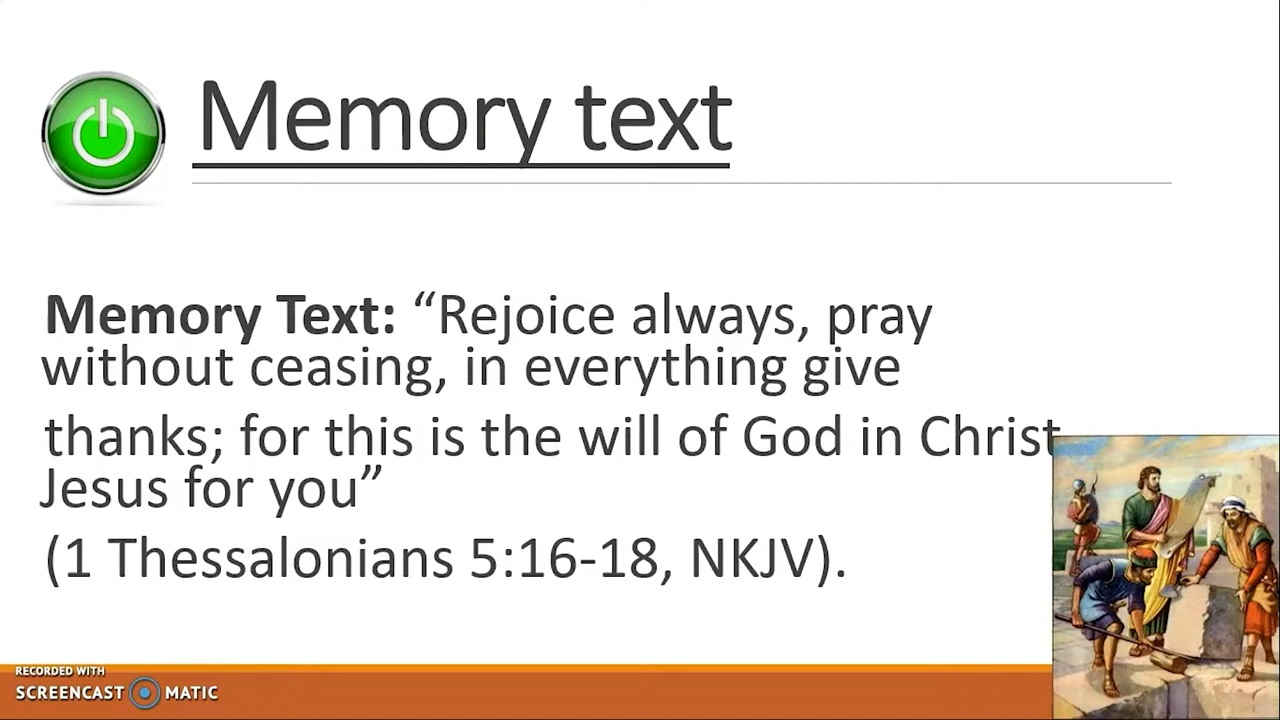 Memory text
Memory Text: “Rejoice always, pray
without ceasing, in everything give
thanks; for this is the will of God in Christ
Jesus for you”
(1 Thessalonians 5:16-18, NKJV).
RECORDED WITH
SCREENCAST MATIC